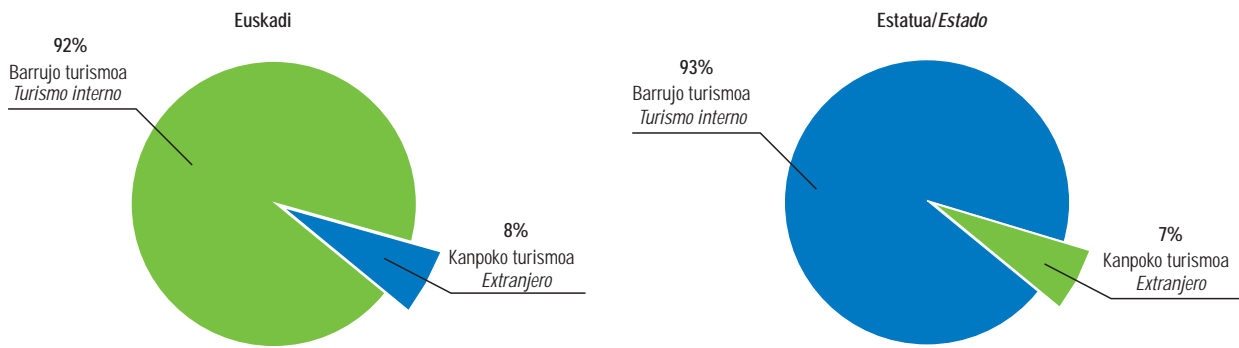 Euskadi
92%
Barrujo turismoa
Turismo interno
8%
Kanpoko turismoa
Extranjero
Estatua/Estado
93%
Barrujo turismoa
Turismo interno
7%
Kanpoko turismoa
Extranjero